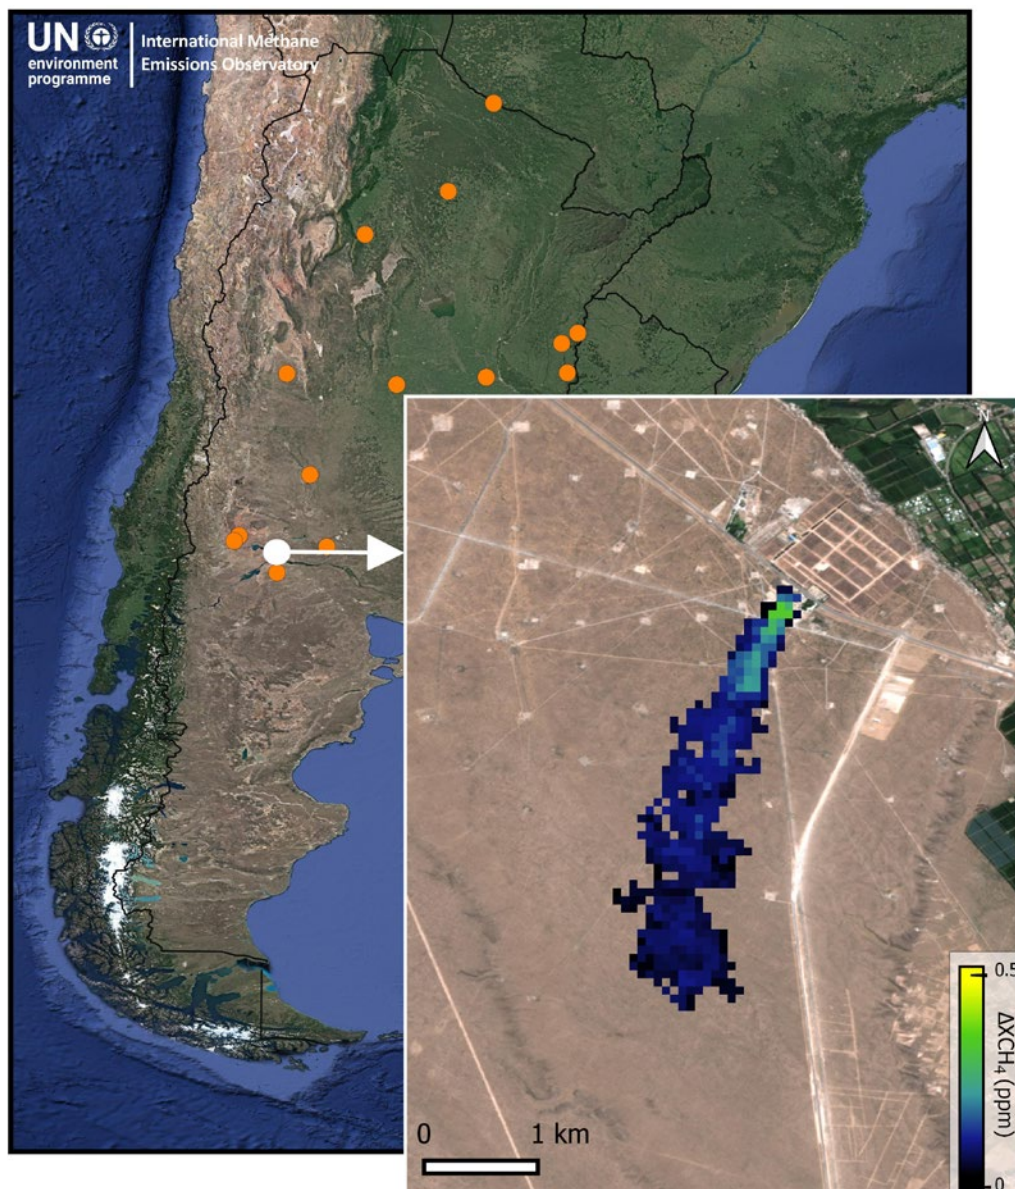 UN
environment
programme
International Methane
Emissions Observatory
N
0.5
ΔXCH₄ (ppm)
0
0 1 km